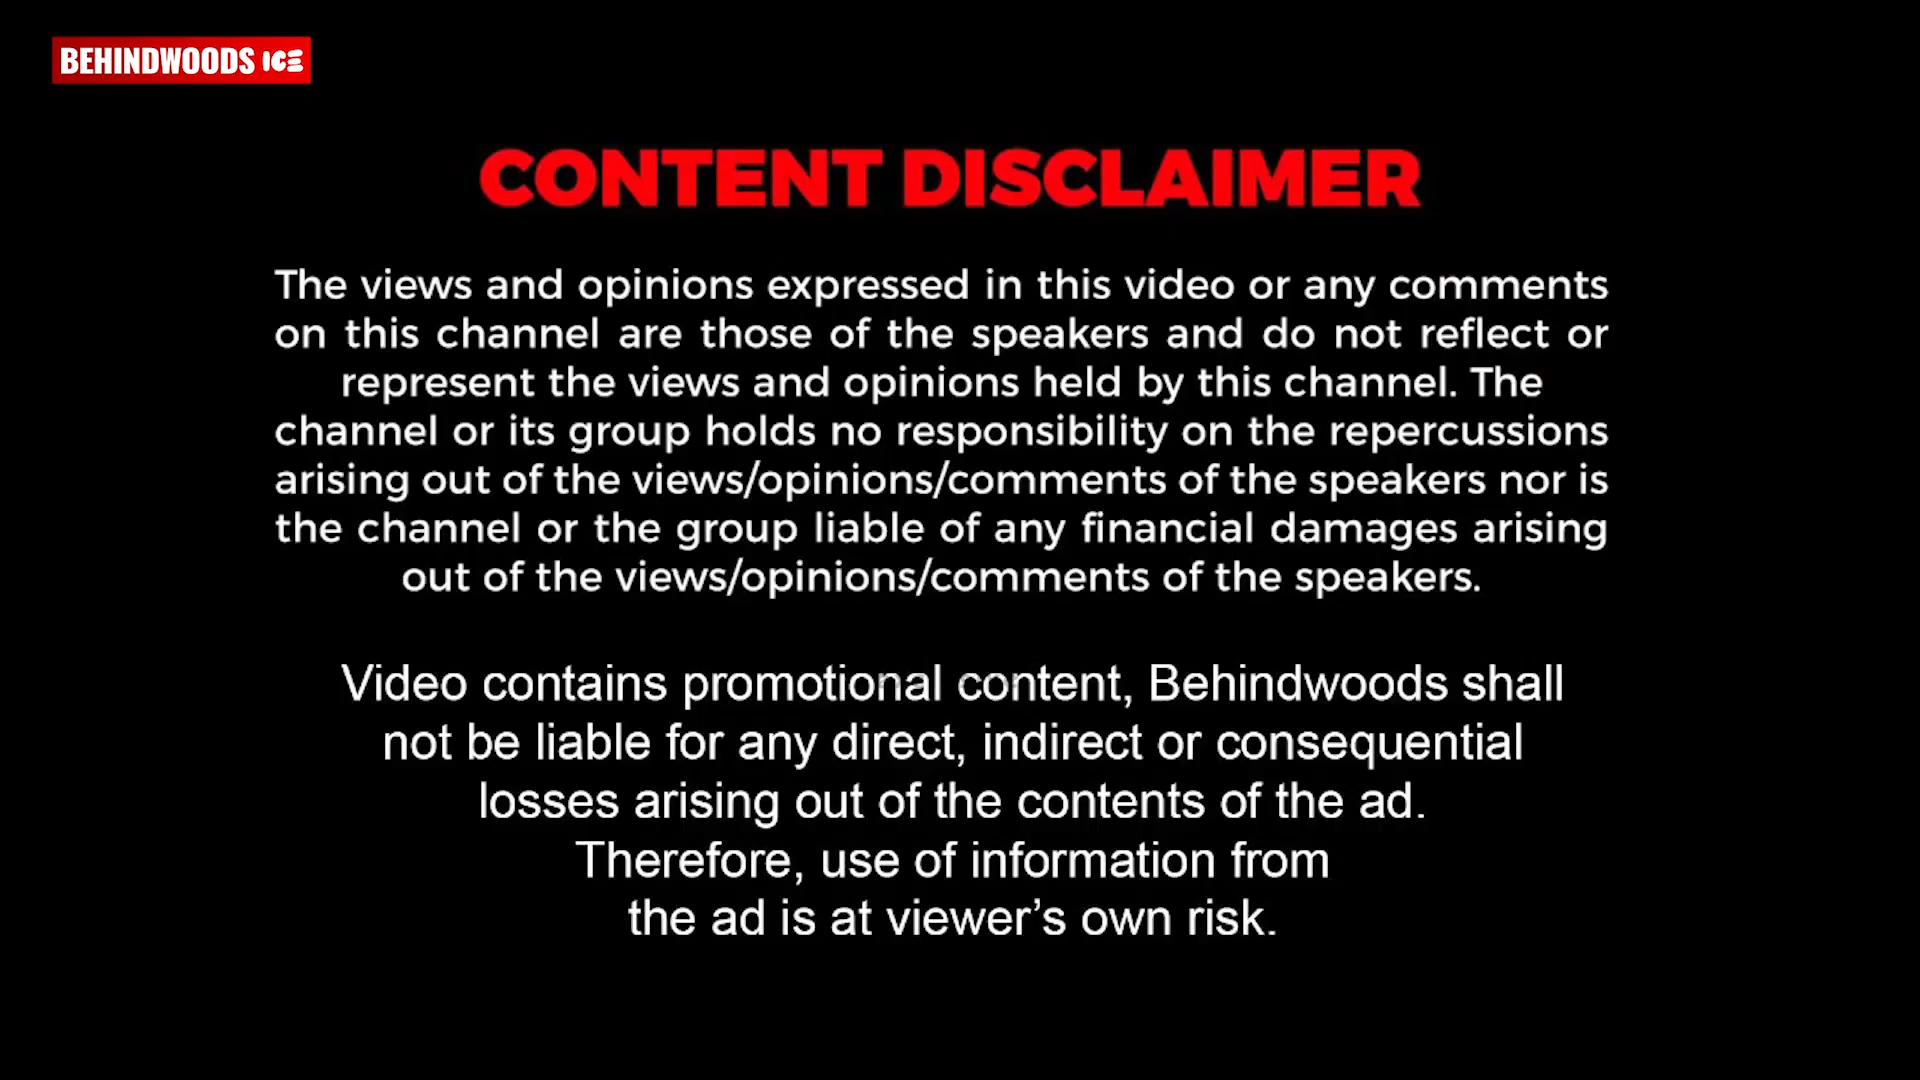 BEHINDWOODS ICE
CONTENT DISCLAIMER
The views and opinions expressed in this video or any comments
on this channel are those of the speakers and do not reflect or
represent the views and opinions held by this channel. The
channel or its group holds no responsibility on the repercussions
arising out of the views/opinions/comments of the speakers nor is
the channel or the group liable of any financial damages arising
out of the views/opinions/comments of the speakers.
Video contains promotional content, Behindwoods shall
not be liable for any direct, indirect or consequential
losses arising out of the contents of the ad.
Therefore, use of information from
the ad is at viewer’s own risk.